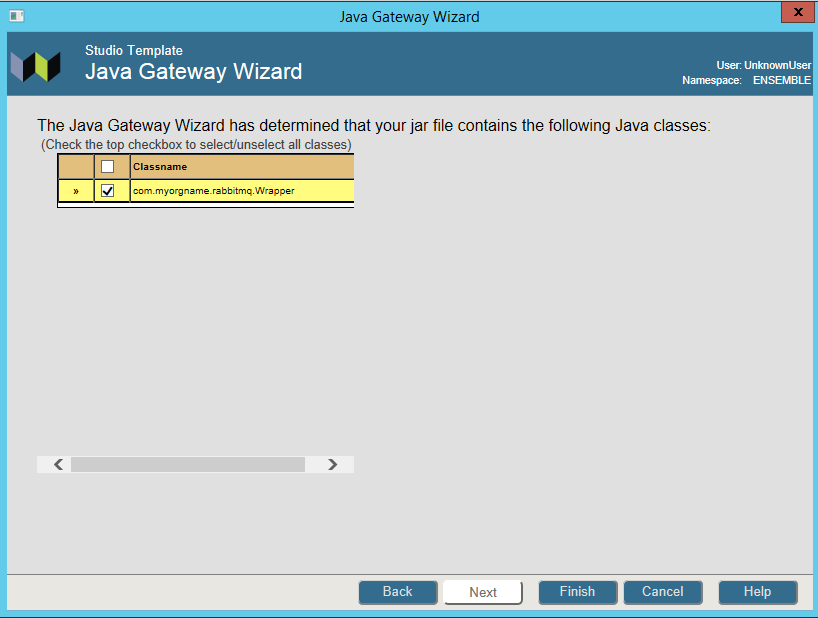 Java Gateway Wizard
x
Studio Template
Java Gateway Wizard
User: UnknownUser
Namespace: ENSEMBLE
The Java Gateway Wizard has determined that your jar file contains the following Java classes:
(Check the top checkbox to select/unselect all classes)
Classname
» com.myorgname.rabbitmq.Wrapper
Back Next Finish Cancel Help